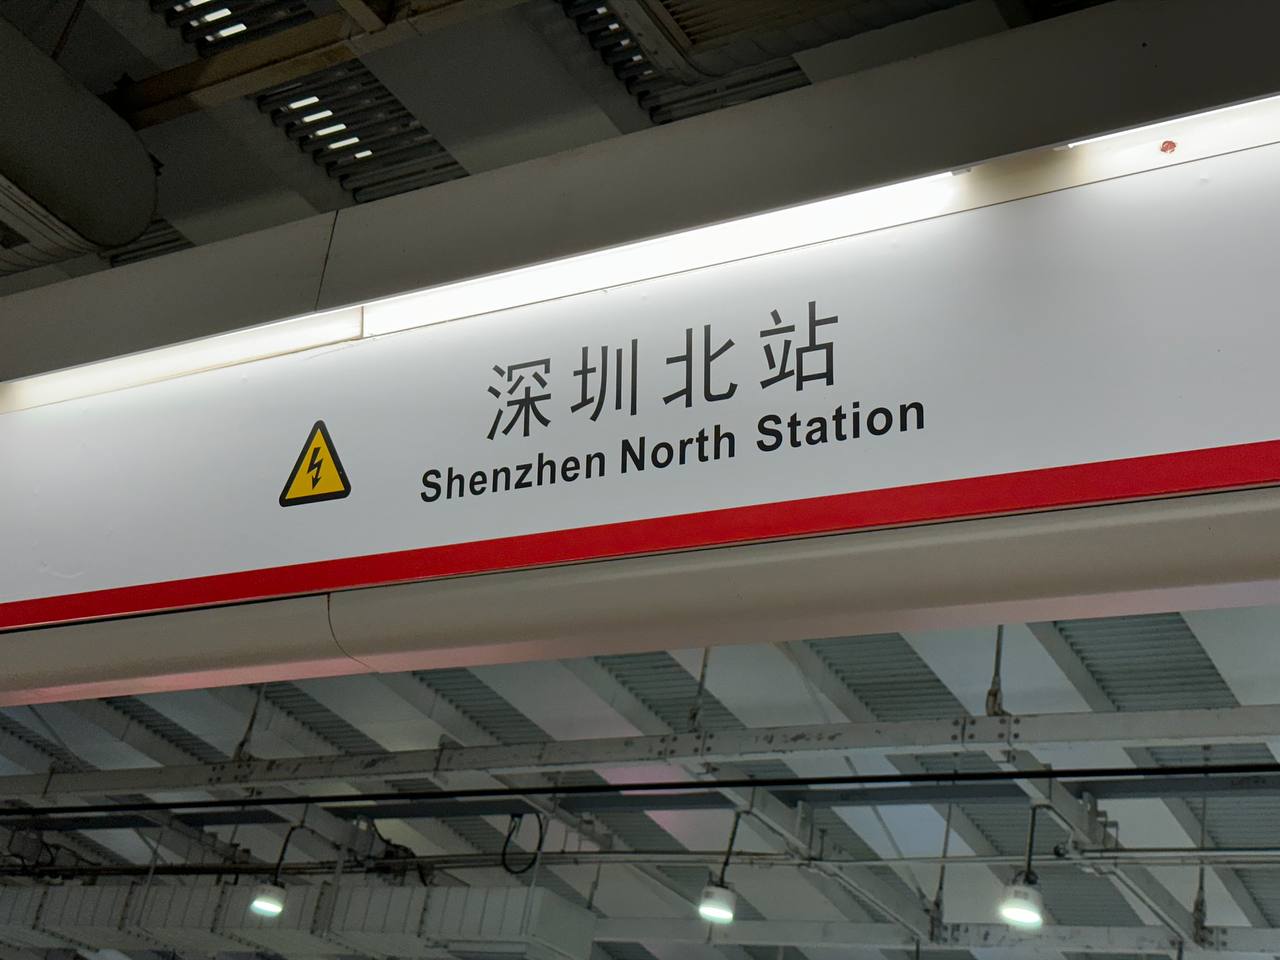 深圳北站
Shenzhen North Station